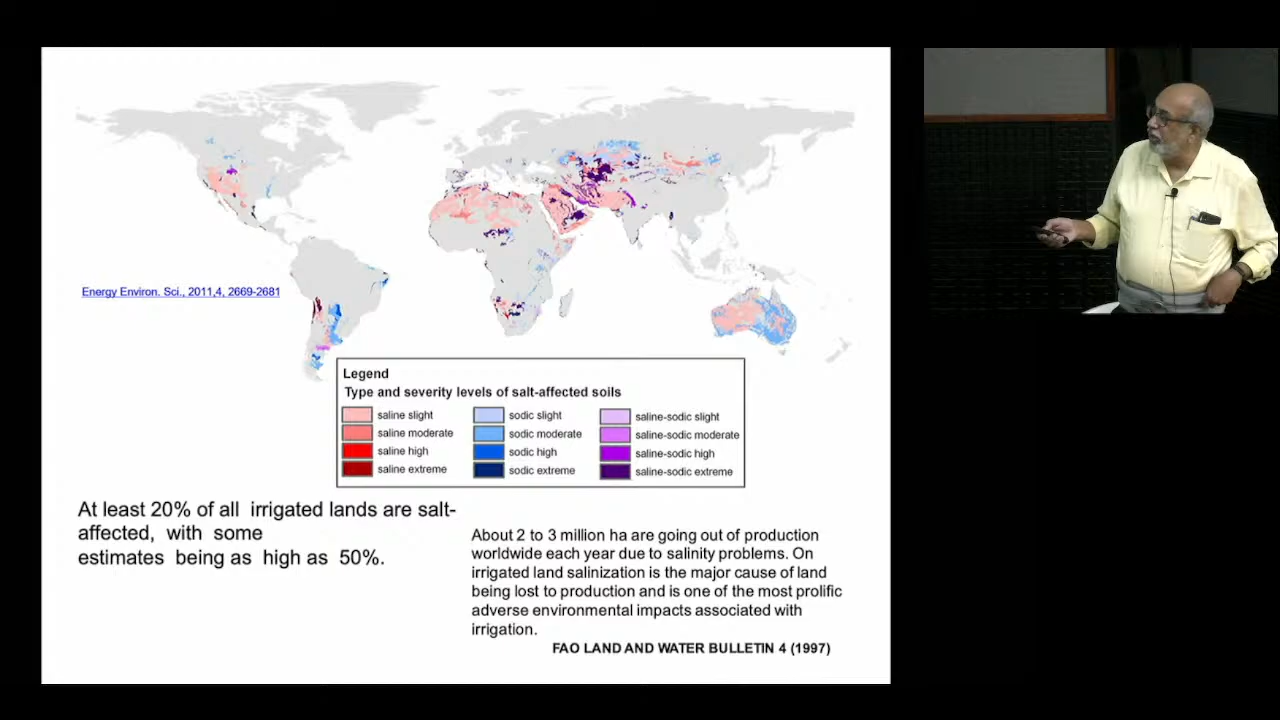 Energy Environ. Sci., 2011,4, 2669-2681
Legend
Type and severity levels of salt-affected soils
saline slight
saline moderate
saline high
saline extreme
sodic slight
sodic moderate
sodic high
sodic extreme
saline-sodic slight
saline-sodic moderate
saline-sodic high
saline-sodic extreme
At least 20% of all irrigated lands are salt-
affected, with some
estimates being as high as 50%.
About 2 to 3 million ha are going out of production
worldwide each year due to salinity problems. On
irrigated land salinization is the major cause of land
being lost to production and is one of the most prolific
adverse environmental impacts associated with
irrigation.
FAO LAND AND WATER BULLETIN 4 (1997)